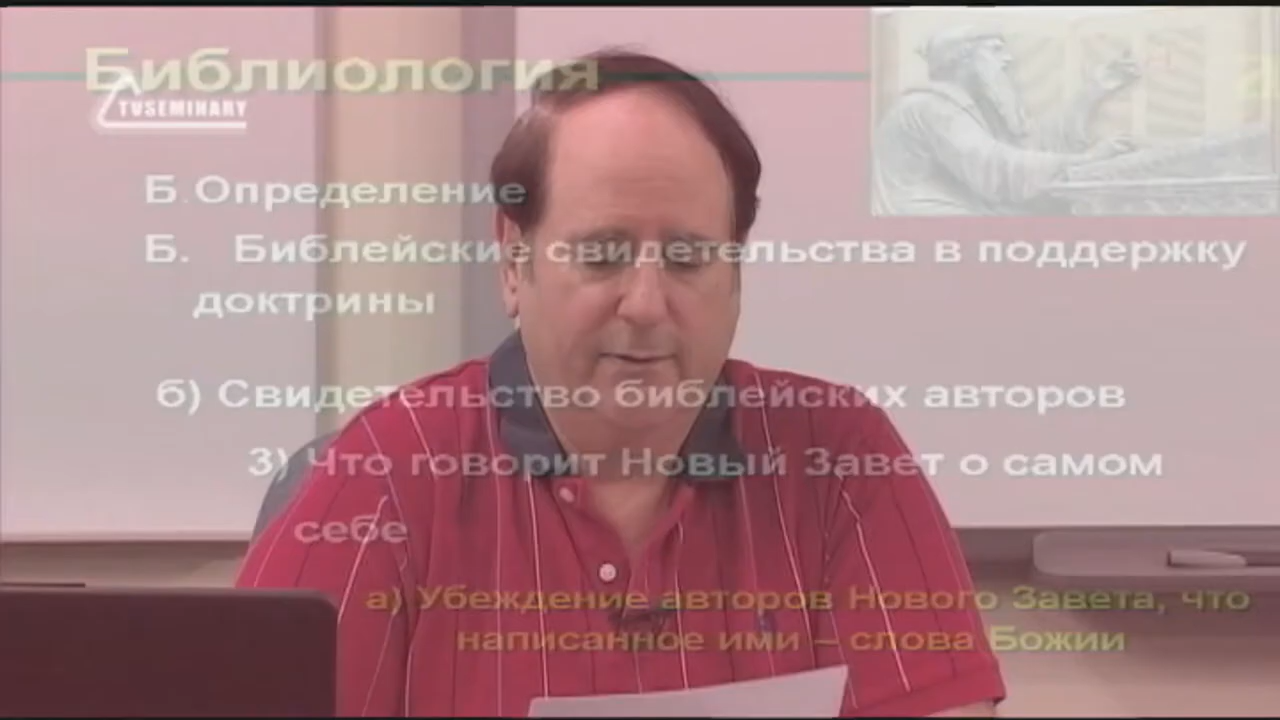 Библиология
TVSEMINARY
Б.Определение
Б. Библейские свидетельства в поддержку
доктрины
б) Свидетельство библейских авторов
3) Что говорит Новый Завет о самом
себе
а) Убеждение авторов Нового Завета, что
написанное ими – слова Божии